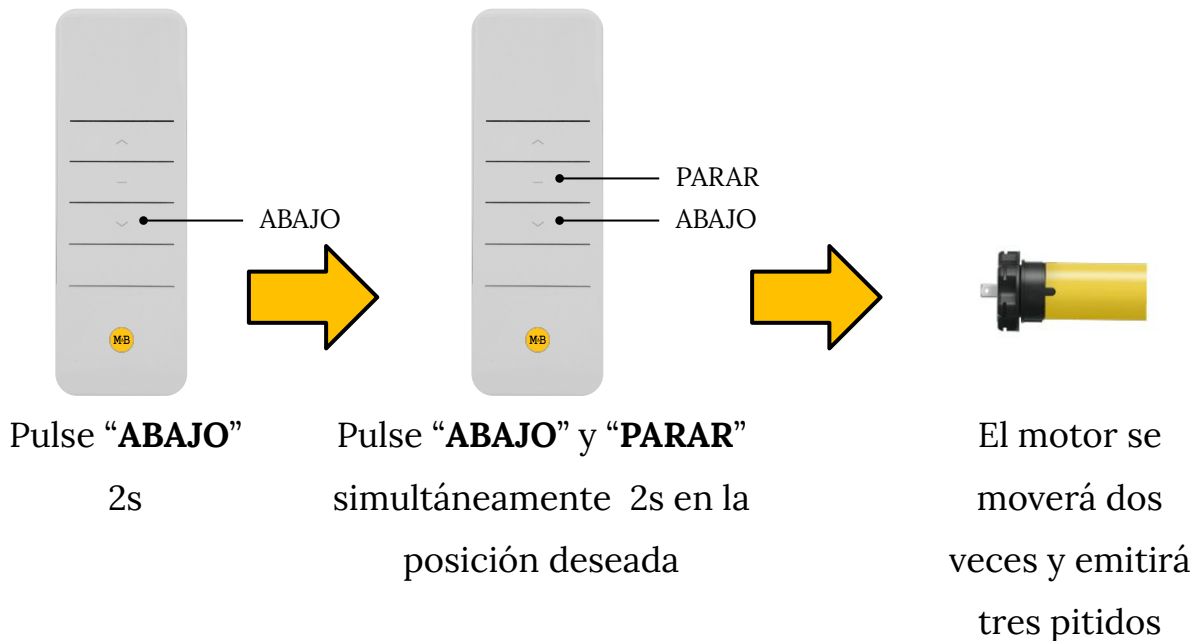 PARAR
ABAJO
ABAJO
M&B
M&B
Pulse “ABAJO”
2s
Pulse “ABAJO” y “PARAR”
simultáneamente 2s en la
posición deseada
El motor se
moverá dos
veces y emitirá
tres pitidos